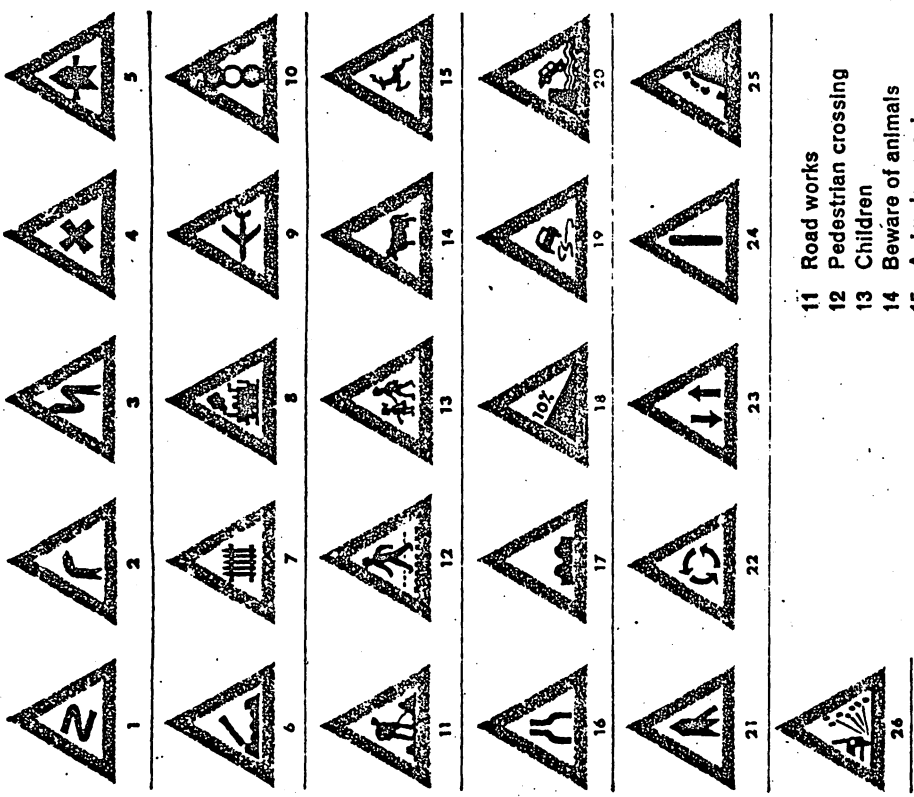 1 2 3 4 5
6 7 8 9 10
11 12 13 14 15
10%
16 17 18 19 20
21 22 23 24 25
26
11 Road works
12 Pedestrian crossing
13 Children
14 Beware of animals